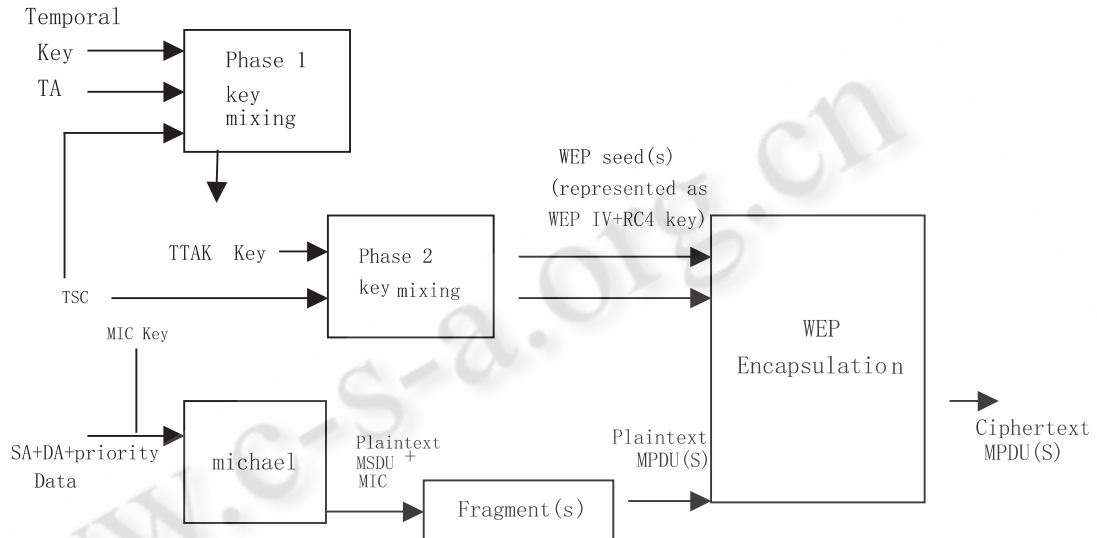 Temporal
Key
TA
Phase 1
key
mixing
WEP seed(s)
(represented as
WEP IV+RC4 key)
TTAK Key
Phase 2
key mixing
TSC
MIC Key
WEP
Encapsulation
SA+DA+priority
Data
michael
Plaintext
MSDU +
MIC
Fragment(s)
Plaintext
MPDU(S)
Ciphertext
MPDU(S)
www.c-s-a.org.cn